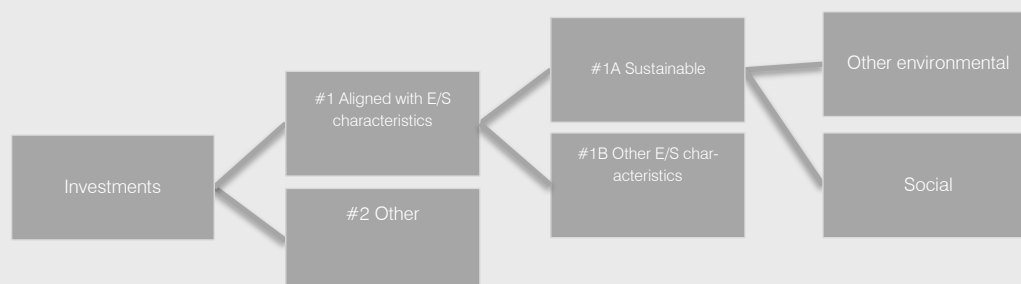 Investments
#1 Aligned with E/S
characteristics
#2 Other
#1A Sustainable
#1B Other E/S char-
acteristics
Other environmental
Social